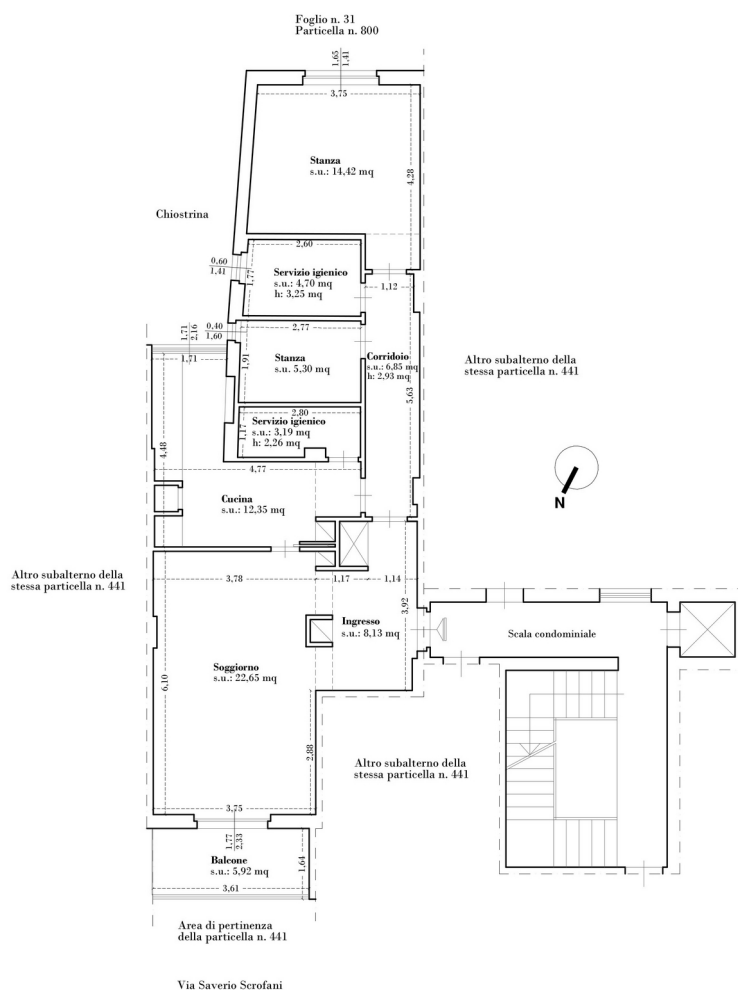 Foglio n. 31
Particella n. 800
1,65
1,41
3,75
Stanza
s.u.: 14,42 mq
4,28
Chiostrina
2,60
0,60
1,41
1,77
Servizio igienico
s.u.: 4,70 mq
h: 3,25 mq
1,12
1,71
2,16
0,40
1,60
2,77
1,71
1,91
Stanza
s.u. 5,30 mq
Corridoio
s.u.: 6,85 mq
h: 2,93 mq
Altro subalterno della
stessa particella n. 441
5,63
2,80
1,17
Servizio igienico
s.u.: 3,19 mq
h: 2,26 mq
4,48
4,77
Cucina
s.u.: 12,35 mq
N
Altro subalterno della
stessa particella n. 441
3,78
1,17
1,14
3,92
Ingresso
s.u.: 8,13 mq
Scala condominiale
Soggiorno
s.u.: 22,65 mq
6,10
2,88
Altro subalterno della
stessa particella n. 441
3,75
1,77
2,33
Balcone
s.u.: 5,92 mq
1,64
3,61
Area di pertinenza
della particella n. 441
Via Saverio Scrofani